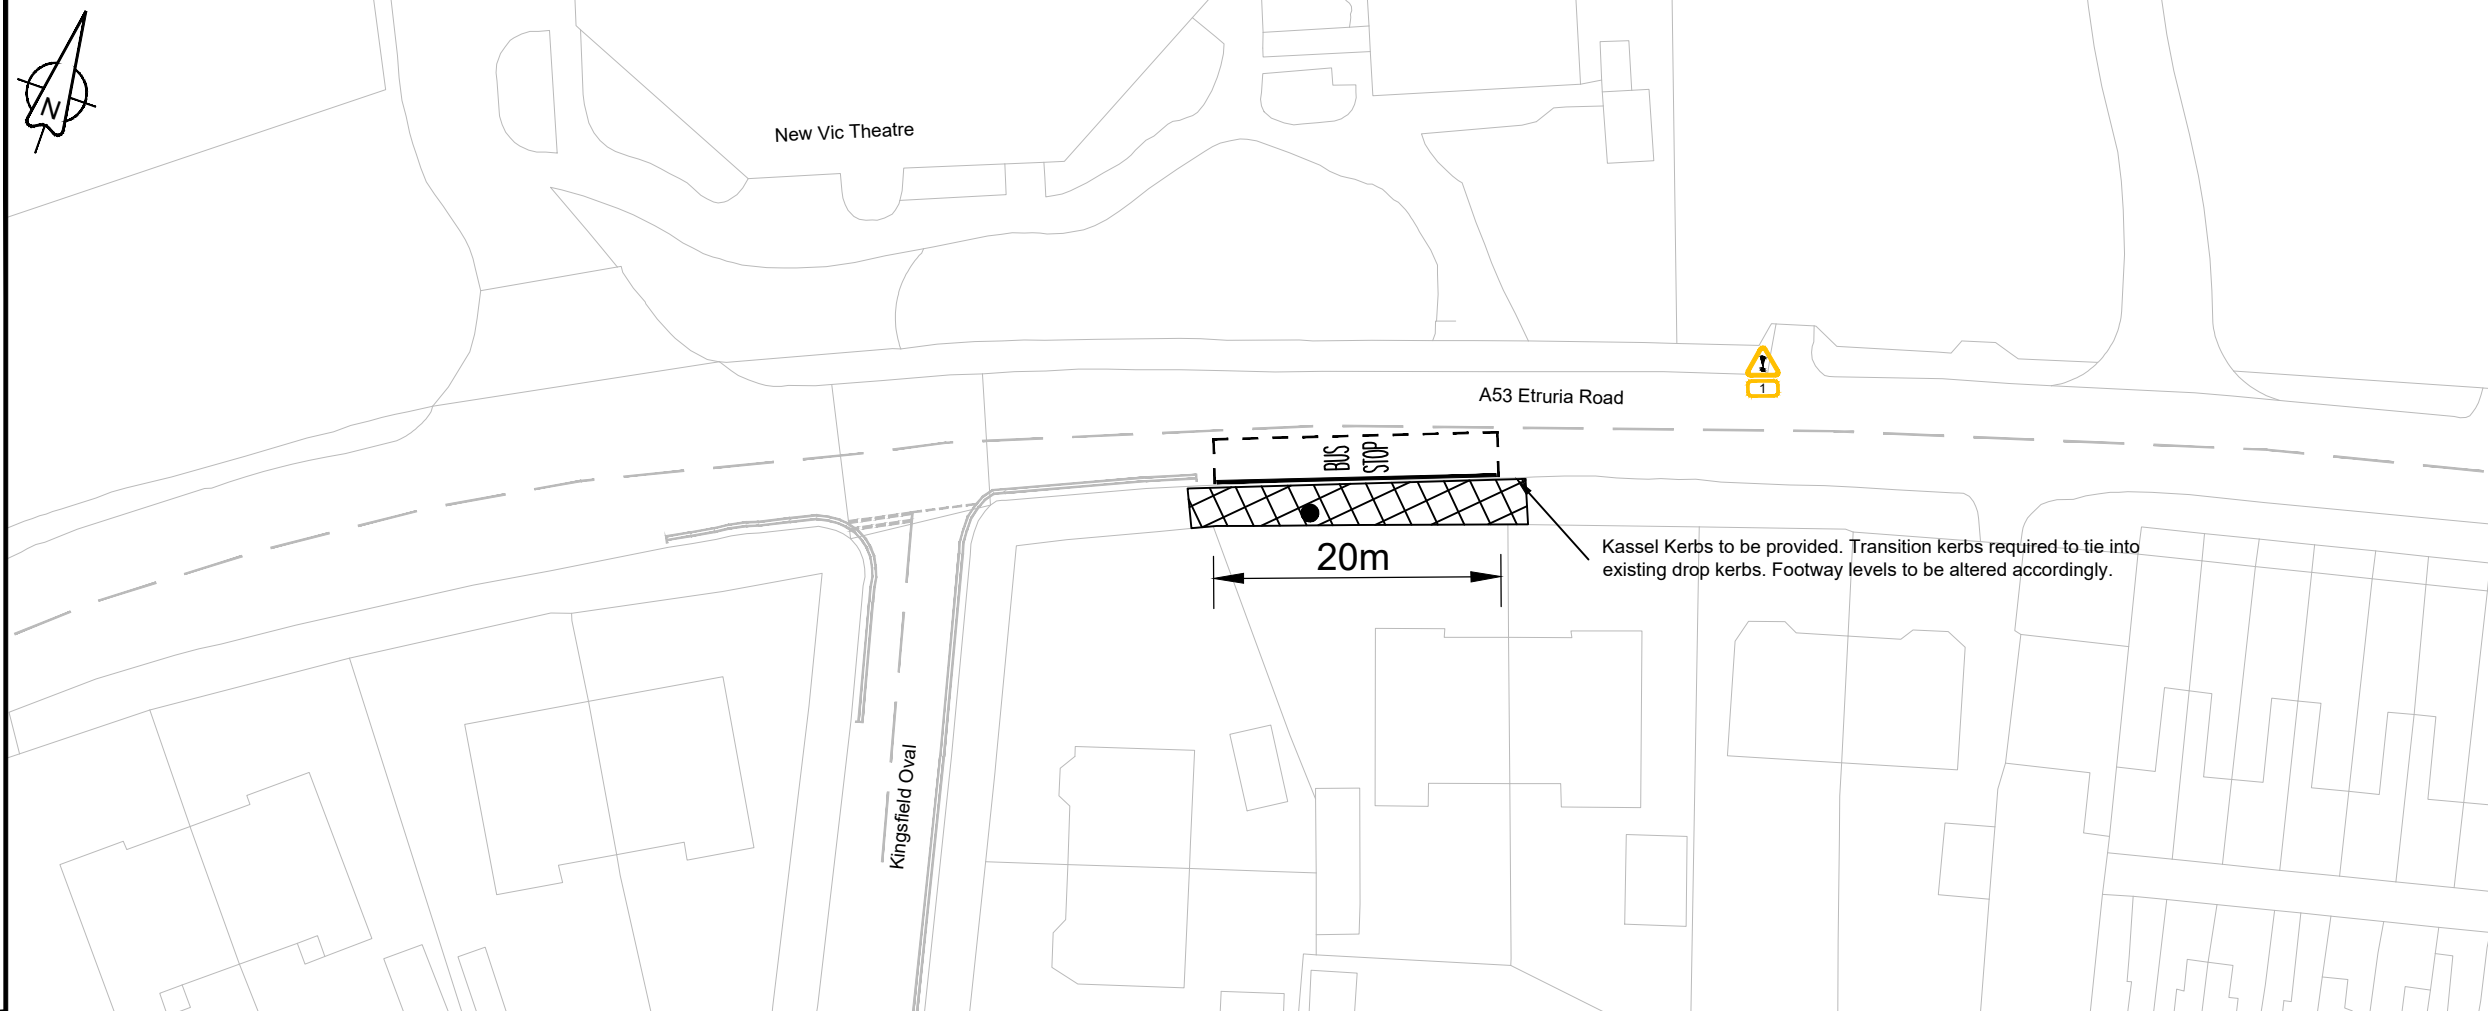 N
New Vic Theatre
A53 Etruria Road
1
BUS
STOP
20m
Kassel Kerbs to be provided. Transition kerbs required to tie into
existing drop kerbs. Footway levels to be altered accordingly.
Kingsfield Oval